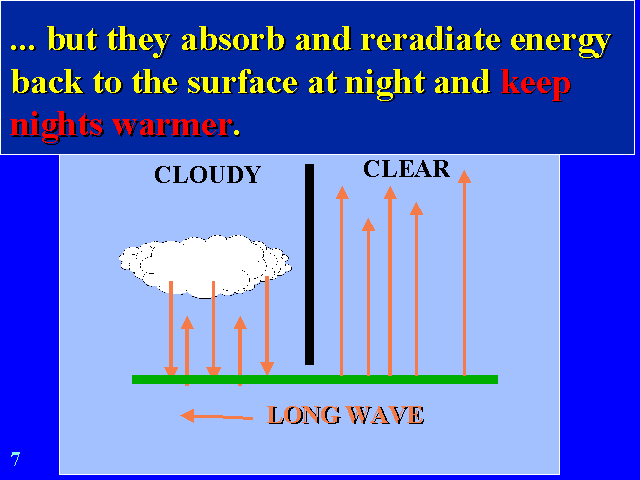 ... but they absorb and reradiate energy
back to the surface at night and keep
nights warmer.
CLOUDY
CLEAR
LONG WAVE
7